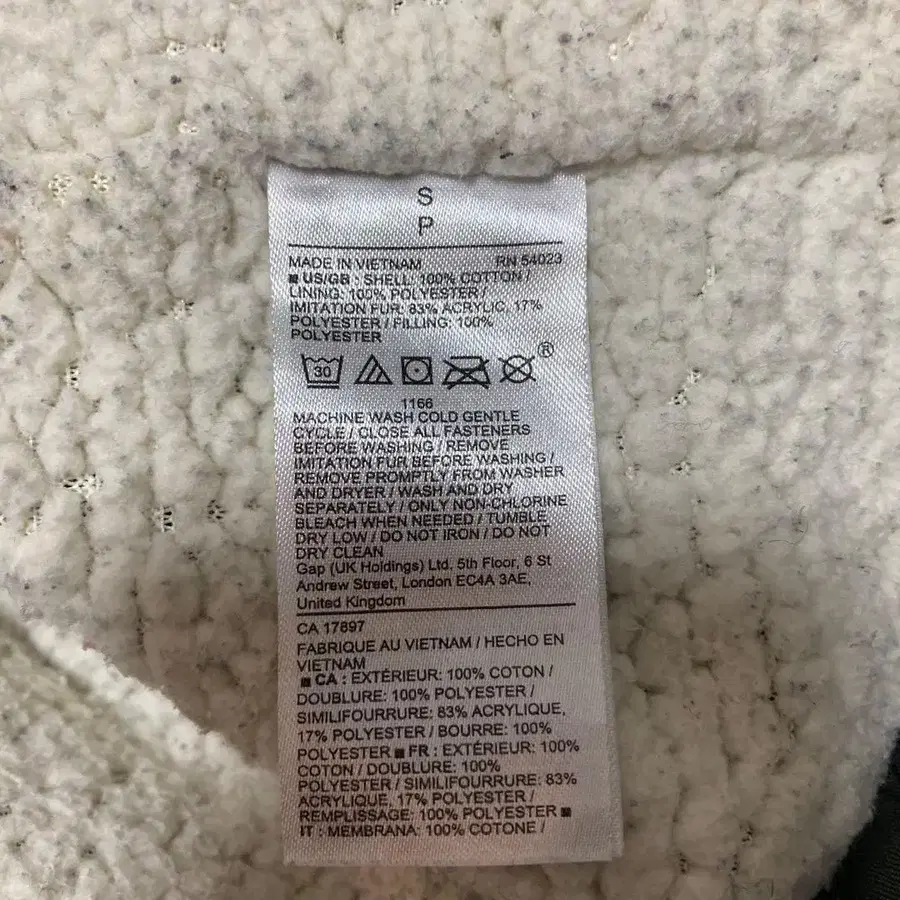 S
P
MADE IN VIETNAM RN 54023
■ US/GB : SHELL: 100% COTTON /
LINING: 100% POLYESTER /
IMITATION FUR: 83% ACRYLIC, 17%
POLYESTER / FILLING: 100%
POLYESTER
30 ®
1166
MACHINE WASH COLD GENTLE
CYCLE / CLOSE ALL FASTENERS
BEFORE WASHING / REMOVE
IMITATION FUR BEFORE WASHING /
REMOVE PROMPTLY FROM WASHER
AND DRYER / WASH AND DRY
SEPARATELY / ONLY NON-CHLORINE
BLEACH WHEN NEEDED / TUMBLE
DRY LOW / DO NOT IRON / DO NOT
DRY CLEAN
Gap (UK Holdings) Ltd. 5th Floor, 6 St
Andrew Street, London EC4A 3AE,
United Kingdom
CA 17897
FABRIQUE AU VIETNAM / HECHO EN
VIETNAM
■ CA : EXTÉRIEUR: 100% COTON /
DOUBLURE: 100% POLYESTER /
SIMILIFOURRURE: 83% ACRYLIQUE,
17% POLYESTER / BOURRE: 100%
POLYESTER ■ FR : EXTÉRIEUR: 100%
COTON / DOUBLURE: 100%
POLYESTER / SIMILIFOURRURE: 83%
ACRYLIQUE, 17% POLYESTER /
REMPLISSAGE: 100% POLYESTER ■
IT : MEMBRANA: 100% COTONE /